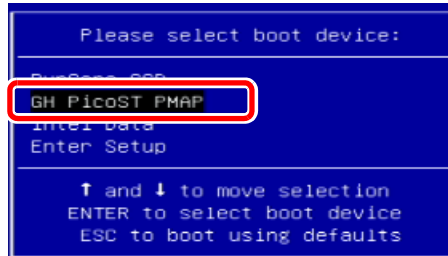 Please select boot device:
GH PicoST PMAP
Intel Data
Enter Setup
↑ and ↓ to move selection
ENTER to select boot device
ESC to boot using defaults